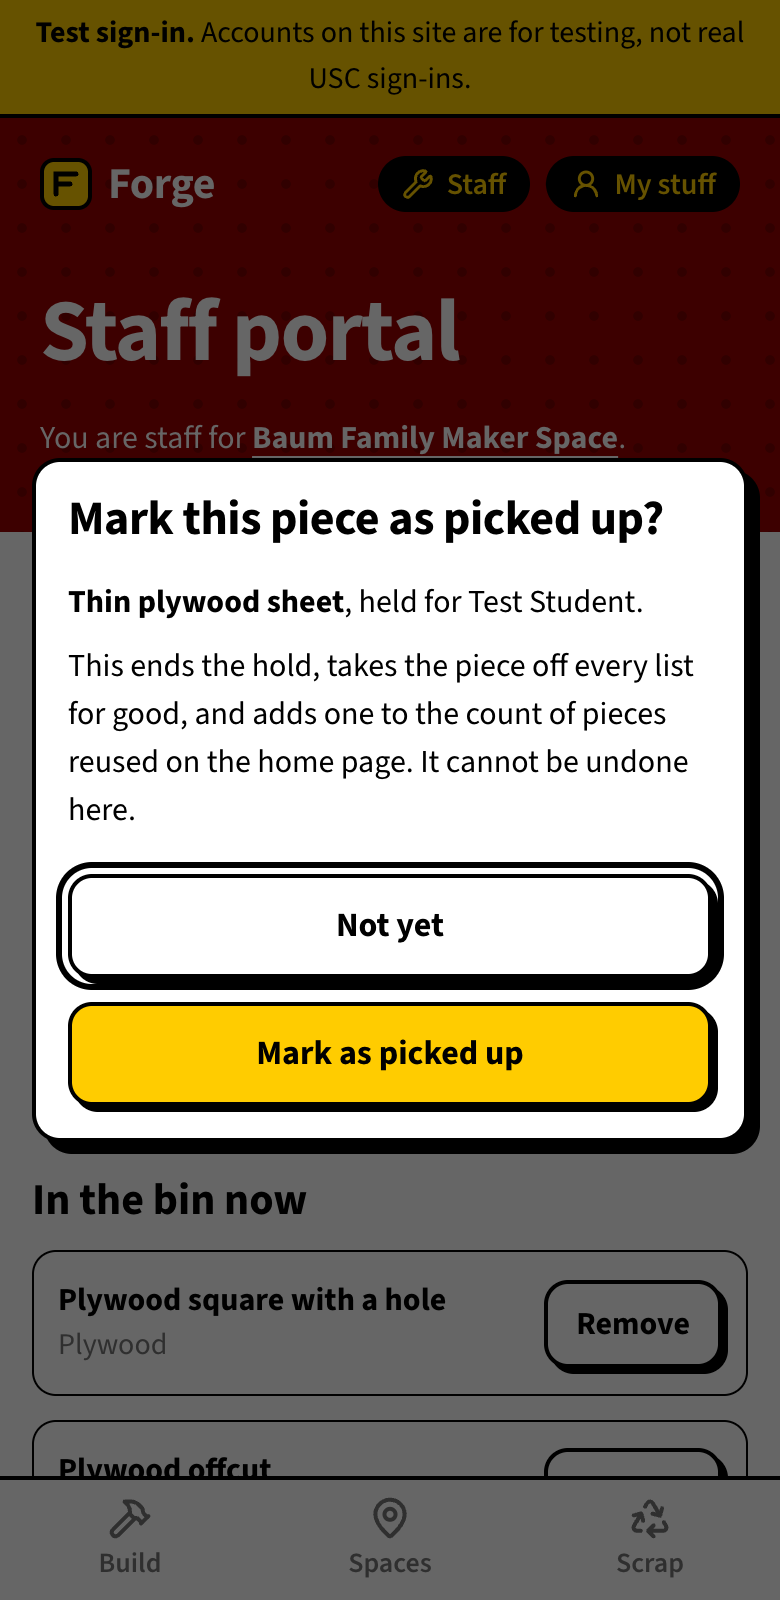 Test sign-in. Accounts on this site are for testing, not real
USC sign-ins.
F Forge
Staff
My stuff
Staff portal
You are staff for Baum Family Maker Space.
Mark this piece as picked up?
Thin plywood sheet, held for Test Student.
This ends the hold, takes the piece off every list
for good, and adds one to the count of pieces
reused on the home page. It cannot be undone
here.
Not yet
Mark as picked up
In the bin now
Plywood square with a hole
Plywood
Remove
Plywood offcut
Build
Spaces
Scrap